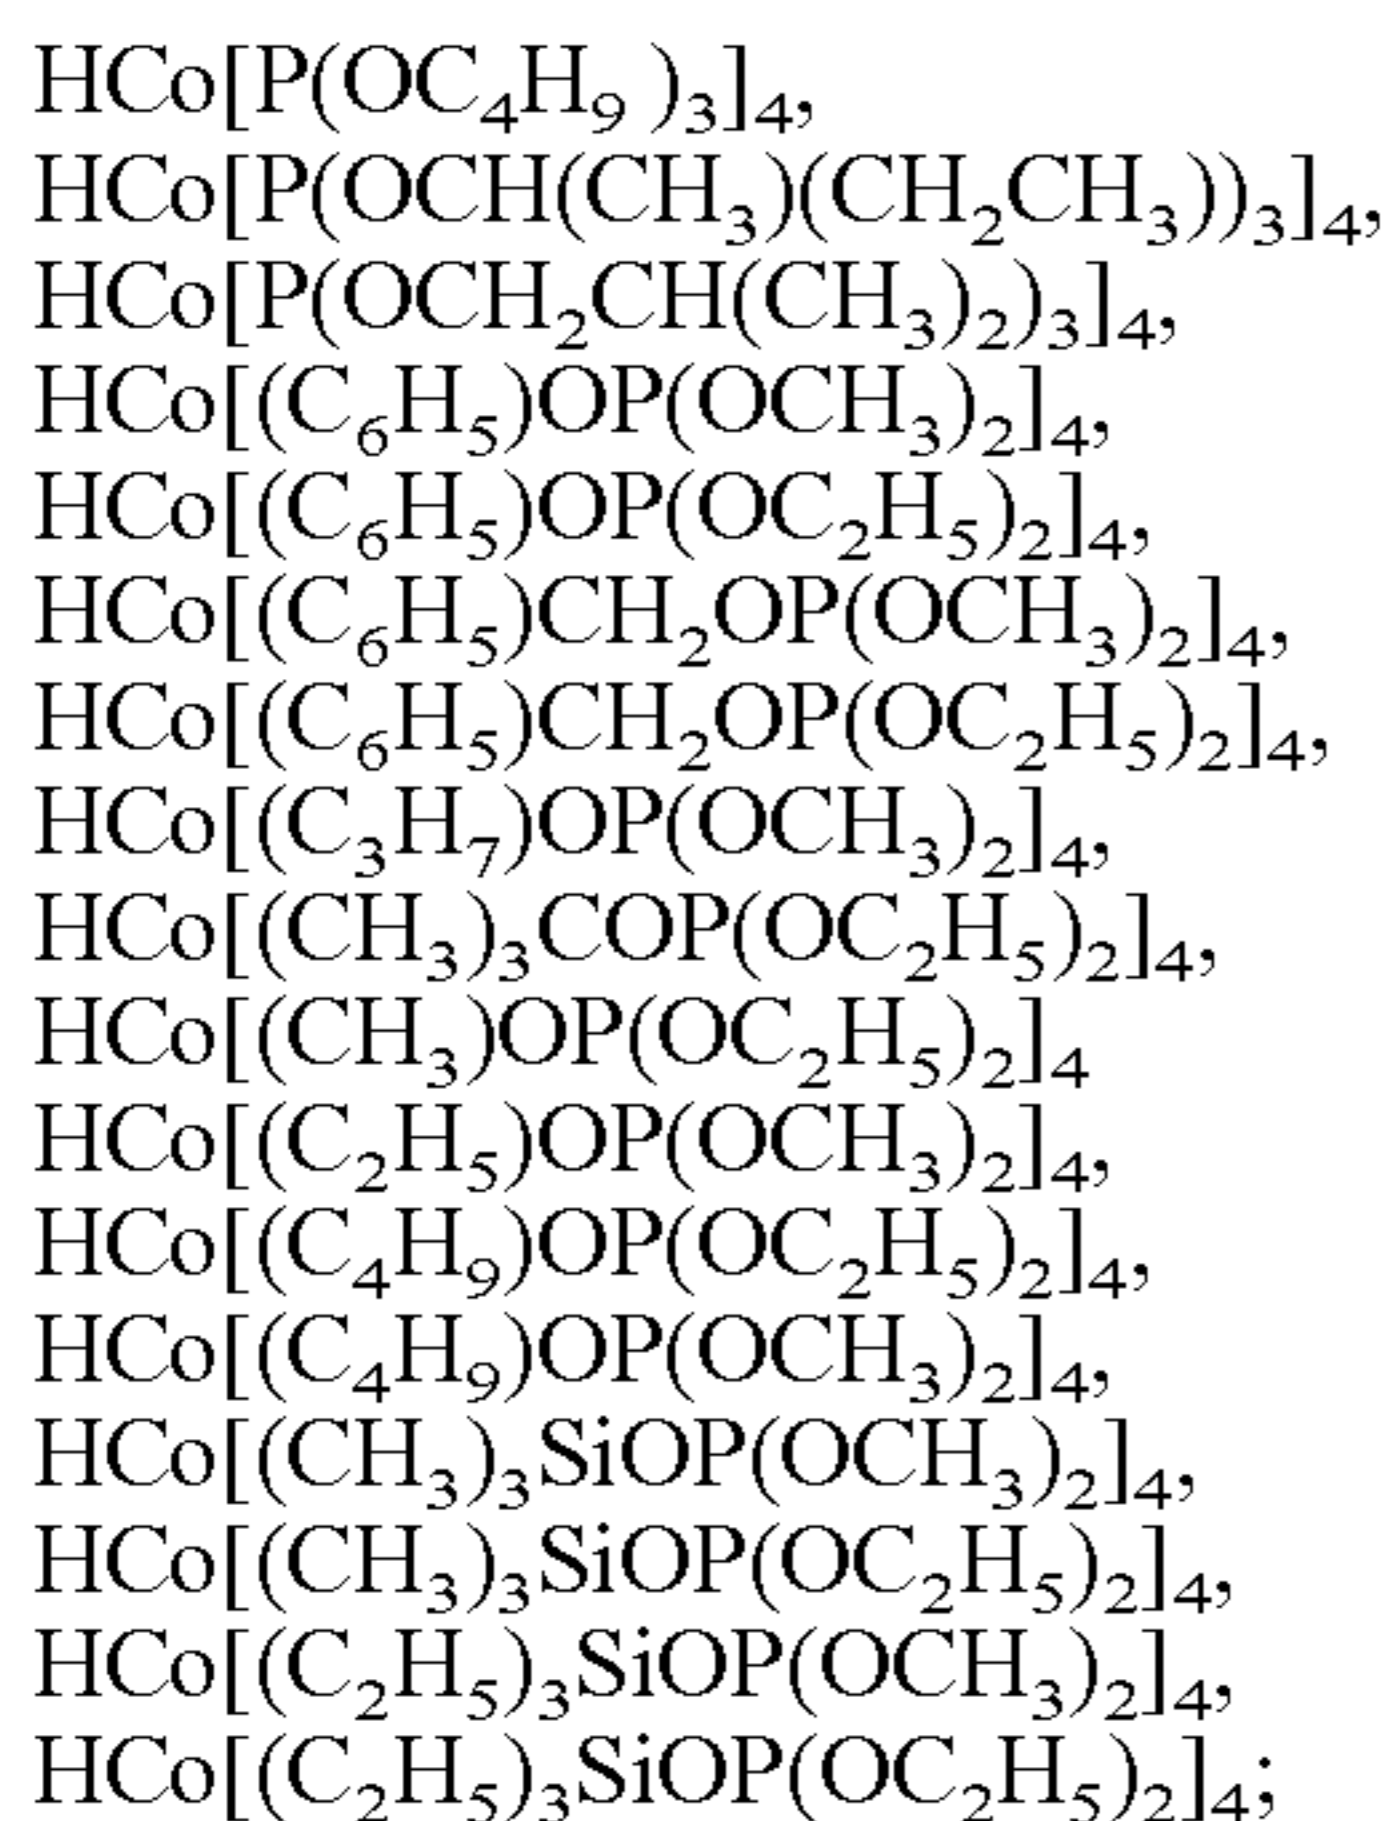 HCo[P(OC₄H₉ )₃]₄,
HCo[P(OCH(CH₃)(CH₂CH₃))₃]₄,
HCo[P(OCH₂CH(CH₃)₂)₃]₄,
HCo[(C₆H₅)OP(OCH₃)₂]₄,
HCo[(C₆H₅)OP(OC₂H₅)₂]₄,
HCo[(C₆H₅)CH₂OP(OCH₃)₂]₄,
HCo[(C₆H₅)CH₂OP(OC₂H₅)₂]₄,
HCo[(C₃H₇)OP(OCH₃)₂]₄,
HCo[(CH₃)₃COP(OC₂H₅)₂]₄,
HCo[(CH₃)OP(OC₂H₅)₂]₄
HCo[(C₂H₅)OP(OCH₃)₂]₄,
HCo[(C₄H₉)OP(OC₂H₅)₂]₄,
HCo[(C₄H₉)OP(OCH₃)₂]₄,
HCo[(CH₃)₃SiOP(OCH₃)₂]₄,
HCo[(CH₃)₃SiOP(OC₂H₅)₂]₄,
HCo[(C₂H₅)₃SiOP(OCH₃)₂]₄,
HCo[(C₂H₅)₃SiOP(OC₂H₅)₂]₄;